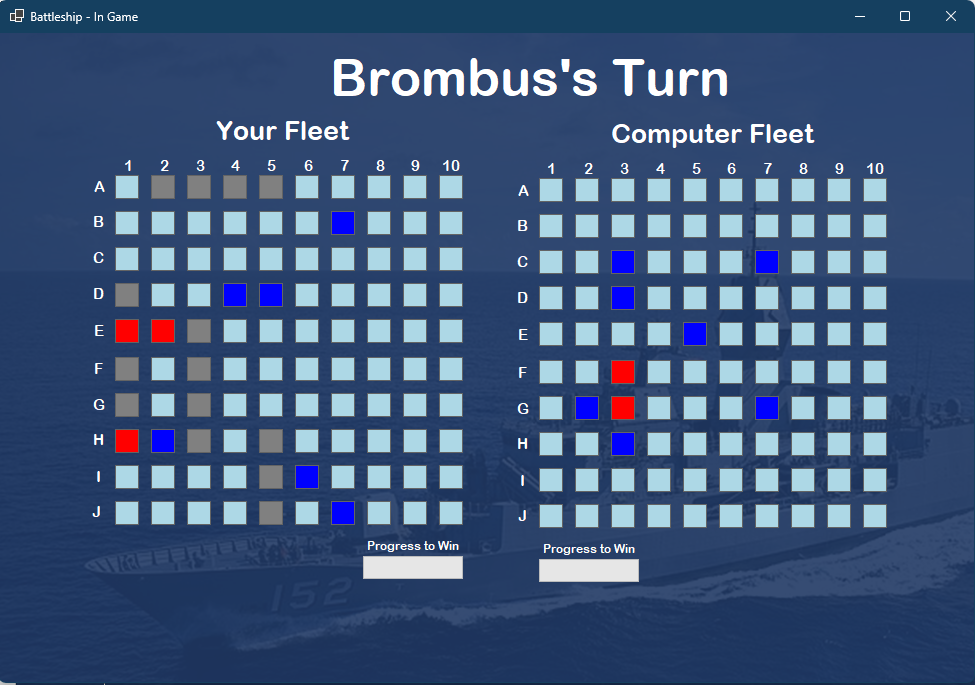 Battleship - In Game
Brombus's Turn
Your Fleet
1 2 3 4 5 6 7 8 9 10
A
B
C
D
E
F
G
H
I
J
Progress to Win
Computer Fleet
1 2 3 4 5 6 7 8 9 10
A
B
C
D
E
F
G
H
I
J
Progress to Win
152